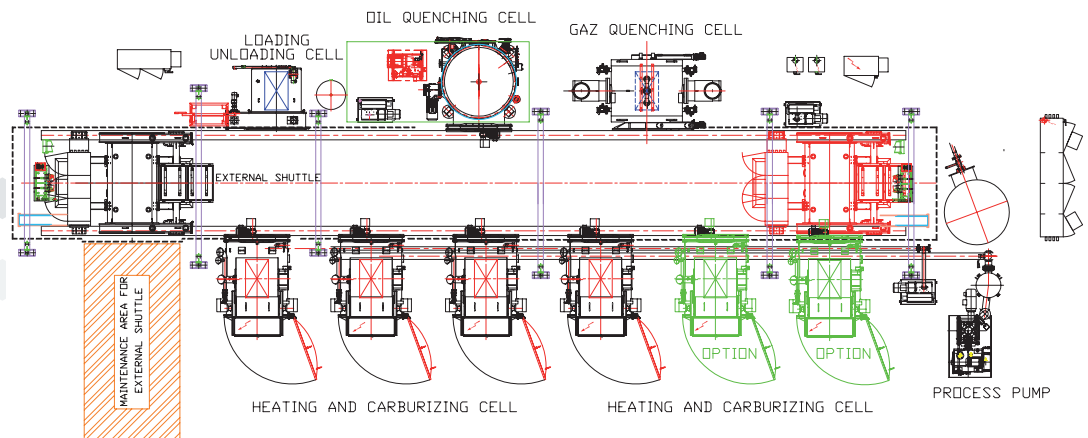 OIL QUENCHING CELL
GAZ QUENCHING CELL
LOADING
UNLOADING CELL
EXTERNAL SHUTTLE
MAINTENANCE AREA FOR
EXTERNAL SHUTTLE
OPTION
OPTION
PROCESS PUMP
HEATING AND CARBURIZING CELL
HEATING AND CARBURIZING CELL